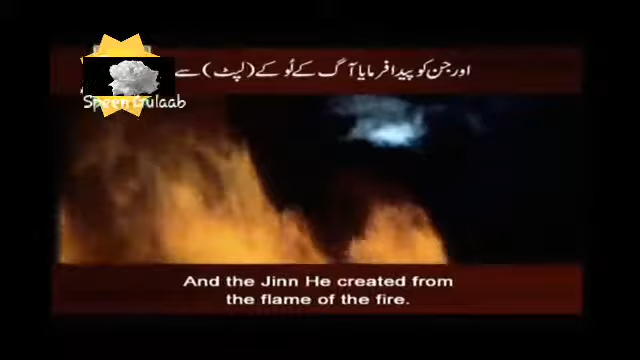 اور جن کو پیدا فرمایا آگ کے لُو کے (لپٹ) سے
Speen Gulaab
And the Jinn He created from
the flame of the fire.